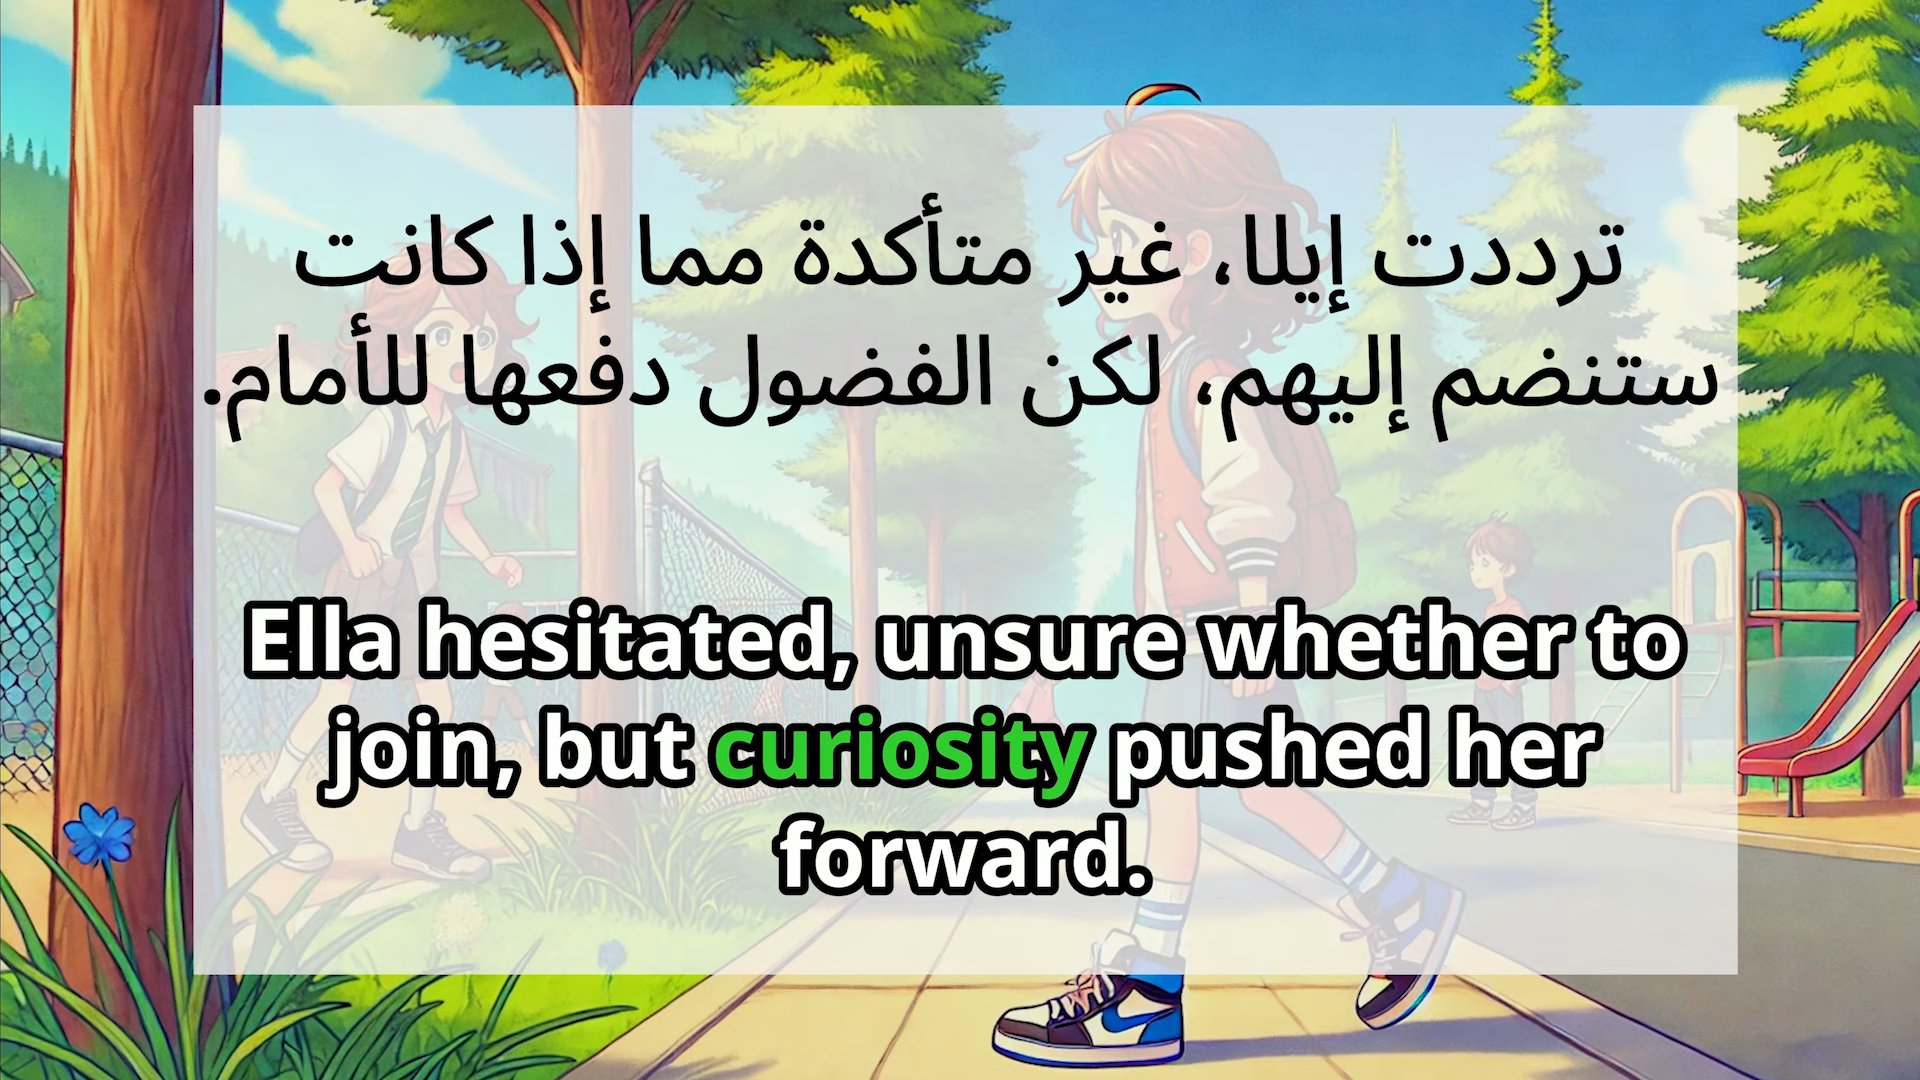 ترددت إيلا، غير متأكدة مما إذا كانت
ستنضم إليهم، لكن الفضول دفعها للأمام.
Ella hesitated, unsure whether to
join, but curiosity pushed her
forward.